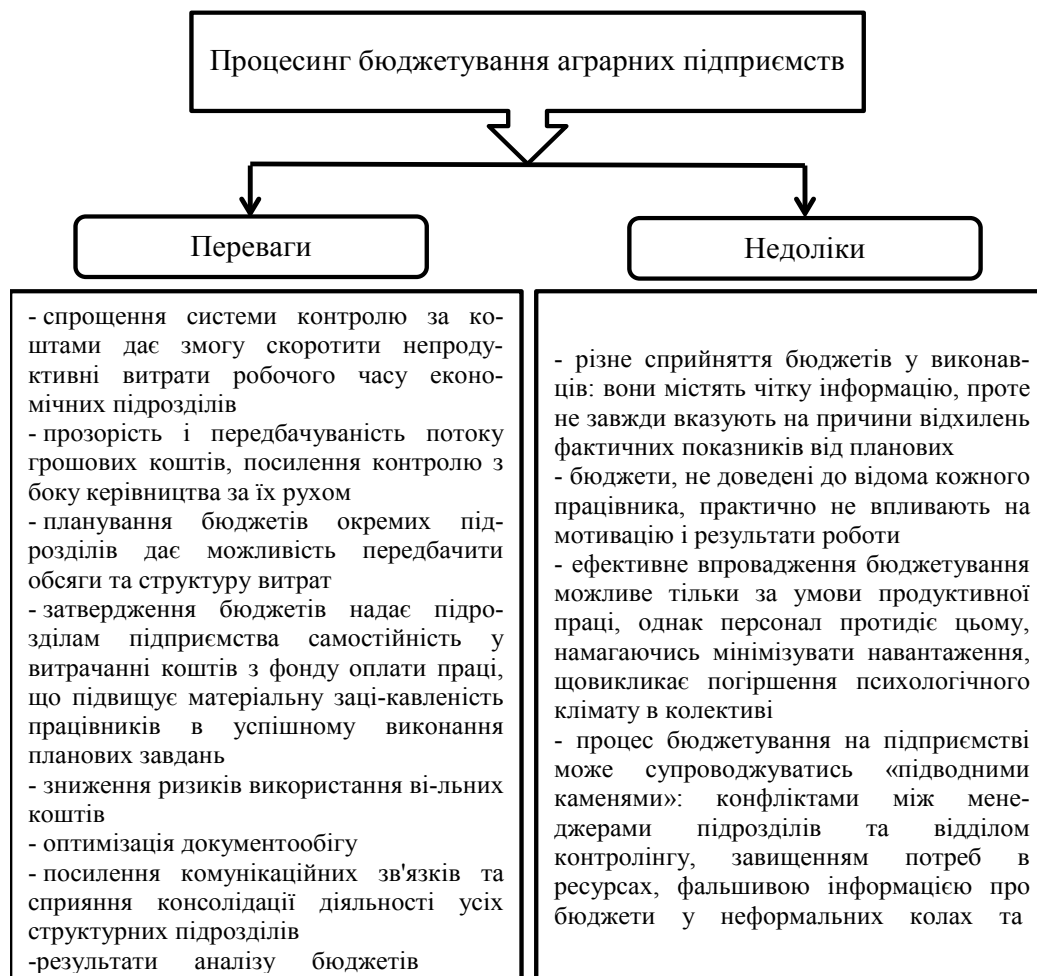 Процесинг бюджетування аграрних підприємств
Переваги
- спрощення системи контролю за ко-
штами дає змогу скоротити непроду-
ктивні витрати робочого часу еконо-
мічних підрозділів
- прозорість і передбачуваність потоку
грошових коштів, посилення контролю з
боку керівництва за їх рухом
- планування бюджетів окремих під-
розділів дає можливість передбачити
обсяги та структуру витрат
- затвердження бюджетів надає підро-
зділам підприємства самостійність у
витрачанні коштів з фонду оплати праці,
що підвищує матеріальну заці-кавленість
працівників в успішному виконання
планових завдань
- зниження ризиків використання ві-льних
коштів
- оптимізація документообігу
- посилення комунікаційних зв'язків та
сприяння консолідації діяльності усіх
структурних підрозділів
-результати аналізу бюджетів
Недоліки
- різне сприйняття бюджетів у виконав-
ців: вони містять чітку інформацію, проте
не завжди вказують на причини відхилень
фактичних показників від планових
- бюджети, не доведені до відома кожного
працівника, практично не впливають на
мотивацію і результати роботи
- ефективне впровадження бюджетування
можливе тільки за умови продуктивної
праці, однак персонал протидіє цьому,
намагаючись мінімізувати навантаження,
щовикликає погіршення психологічного
клімату в колективі
- процес бюджетування на підприємстві
може супроводжуватись «підводними
каменями»: конфліктами між мене-
джерами підрозділів та відділом
контролінгу, завищенням потреб в
ресурсах, фальшивою інформацією про
бюджети у неформальних колах та